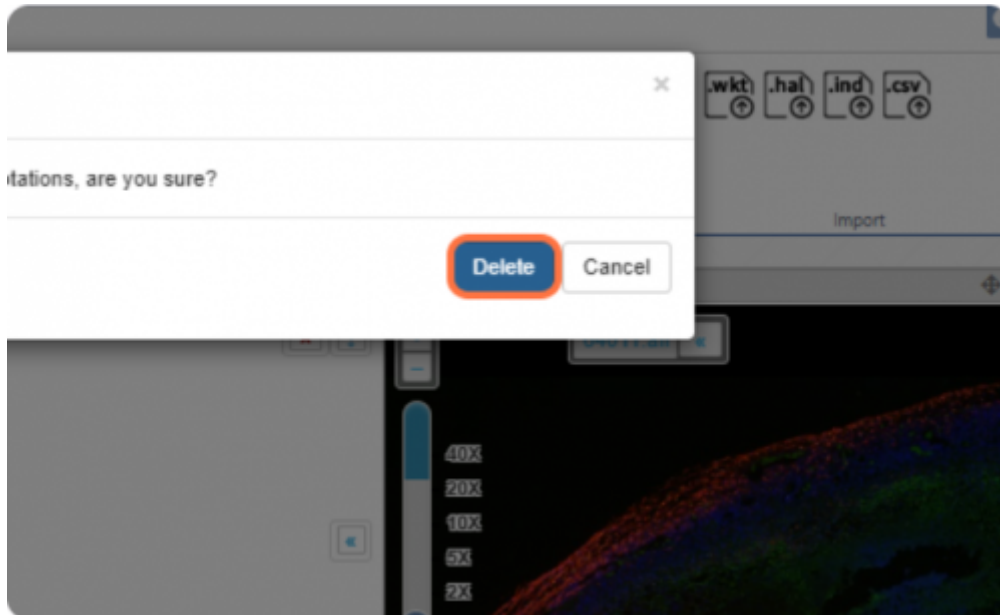 ×
.wkt .hal .ind .csv
tations, are you sure?
Import
Delete Cancel
40X
20X
10X
5X
2X